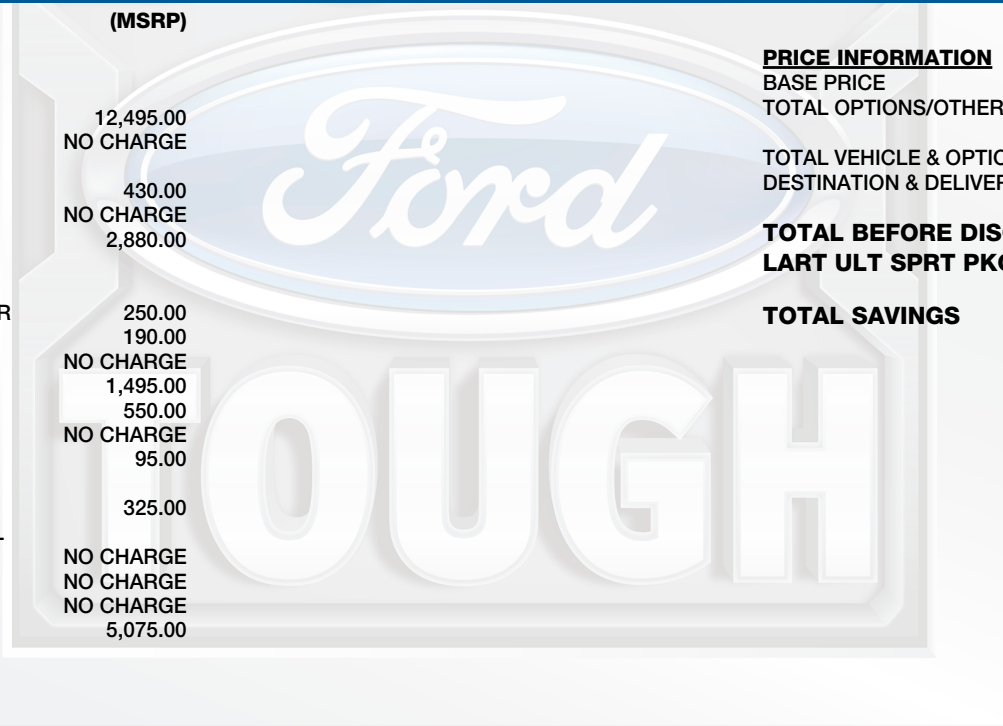 (MSRP)
12,495.00
NO CHARGE
430.00
NO CHARGE
2,880.00
R 250.00
190.00
NO CHARGE
1,495.00
550.00
NO CHARGE
95.00
325.00
NO CHARGE
NO CHARGE
NO CHARGE
5,075.00
Ford
TOUGH
PRICE INFORMATION
BASE PRICE
TOTAL OPTIONS/OTHER
TOTAL VEHICLE & OPTIO
DESTINATION & DELIVER
TOTAL BEFORE DIS
LART ULT SPRT PK
TOTAL SAVINGS